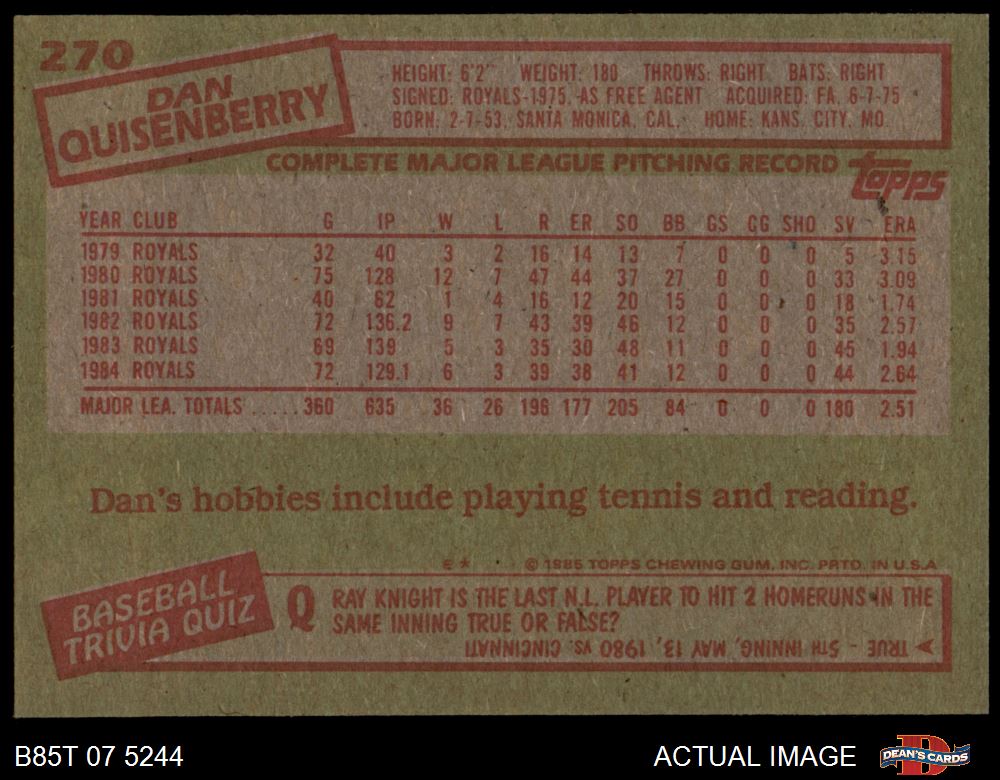 270
DAN
QUISENBERRY
HEIGHT: 6'2" WEIGHT: 180 THROWS: RIGHT BATS: RIGHT
SIGNED: ROYALS-1975, AS FREE AGENT ACQUIRED: FA, 6-7-75
BORN: 2-7-53, SANTA MONICA, CAL. HOME: KANS. CITY, MO.
COMPLETE MAJOR LEAGUE PITCHING RECORD
topps
YEAR CLUB G IP W L R ER SO BB GS CG SHO SV ERA
1979 ROYALS 32 40 3 2 16 14 13 7 0 0 0 5 3.15
1980 ROYALS 75 128 12 7 47 44 37 27 0 0 0 33 3.09
1981 ROYALS 40 62 1 4 16 12 20 15 0 0 0 18 1.74
1982 ROYALS 72 136.2 9 7 43 39 46 12 0 0 0 35 2.57
1983 ROYALS 69 139 5 3 35 30 48 11 0 0 0 45 1.94
1984 ROYALS 72 129.1 6 3 39 38 41 12 0 0 0 44 2.64
MAJOR LEA. TOTALS ..... 360 635 36 26 196 177 205 84 0 0 0 180 2.51
Dan's hobbies include playing tennis and reading.
E* © 1985 TOPPS CHEWING GUM, INC. PRTD. IN U.S.A
BASEBALL
TRIVIA QUIZ
Q RAY KNIGHT IS THE LAST N.L. PLAYER TO HIT 2 HOMERUNS IN THE
SAME INNING TRUE OR FALSE?
TRUE - 5TH INNING, MAY 13, 1980 VS. CINCINNATI
B85T 07 5244
ACTUAL IMAGE
D
DEAN'S CARDS